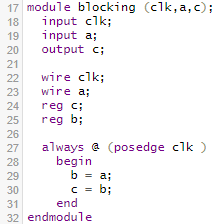 17 module blocking (clk,a,c);
18 input clk;
19 input a;
20 output c;
21
22 wire clk;
23 wire a;
24 reg c;
25 reg b;
26
27 always @ (posedge clk )
28 begin
29 b = a;
30 c = b;
31 end
32 endmodule